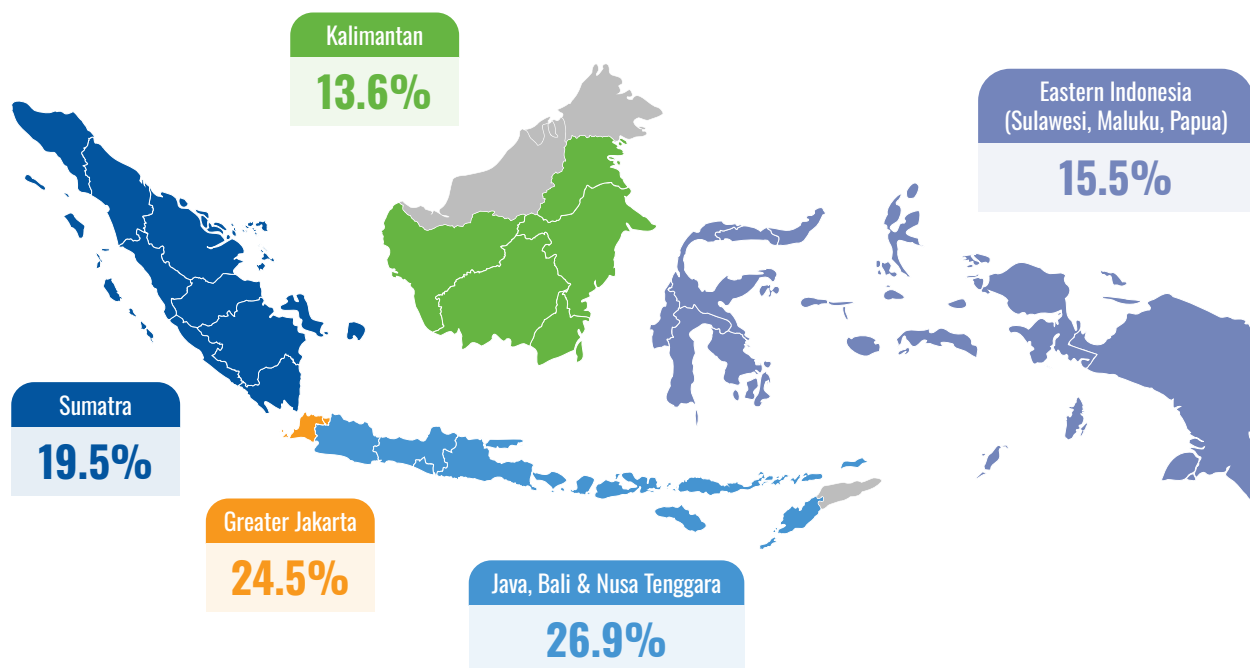 Kalimantan
13.6%
Eastern Indonesia
(Sulawesi, Maluku, Papua)
15.5%
Sumatra
19.5%
Greater Jakarta
24.5%
Java, Bali & Nusa Tenggara
26.9%